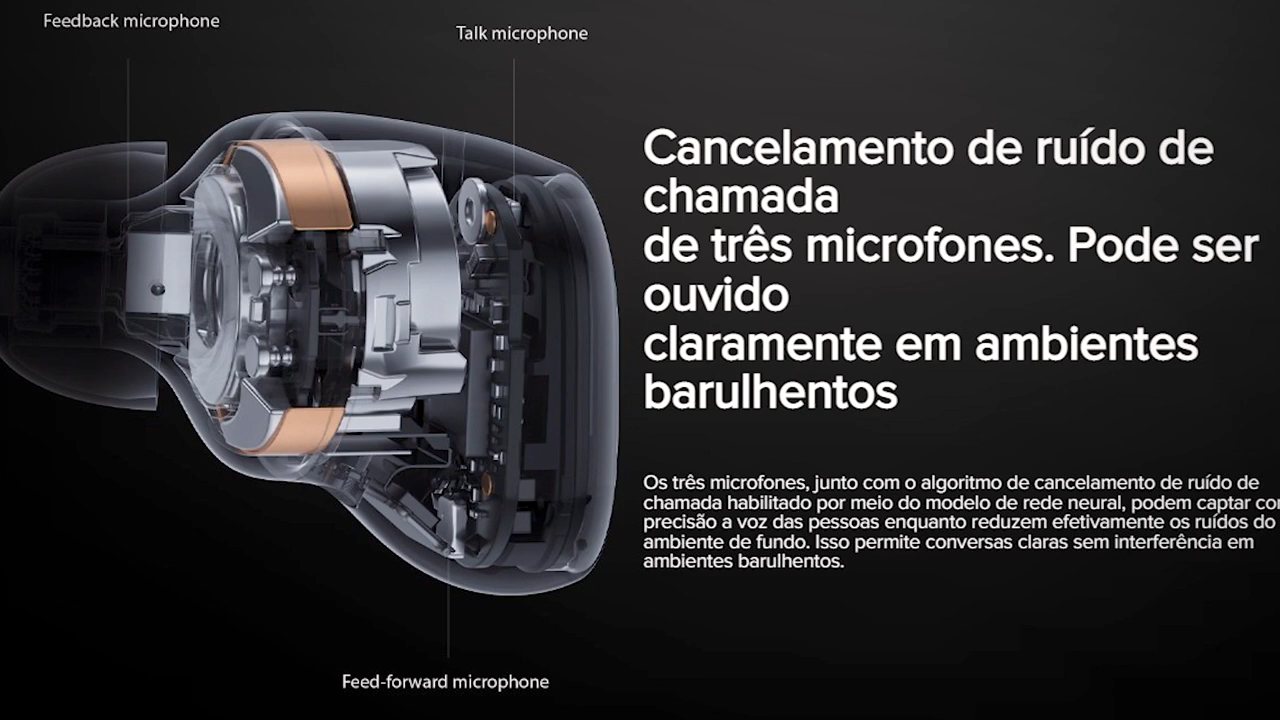 Feedback microphone
Talk microphone
Cancelamento de ruído de
chamada
de três microfones. Pode ser
ouvido
claramente em ambientes
barulhentos
Os três microfones, junto com o algoritmo de cancelamento de ruído de
chamada habilitado por meio do modelo de rede neural, podem captar
precisão a voz das pessoas enquanto reduzem efetivamente os ruídos do
ambiente de fundo. Isso permite conversas claras sem interferência em
ambientes barulhentos.
Feed-forward microphone